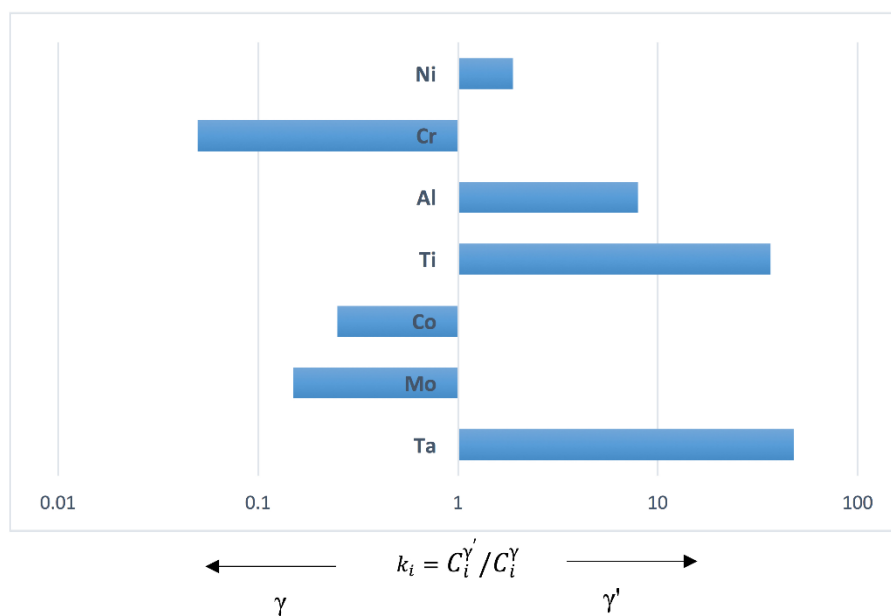 Ni
Cr
Al
Ti
Co
Mo
Ta
0.01 0.1 1 10 100
k_i = C_i^γ' / C_i^γ
γ γ'